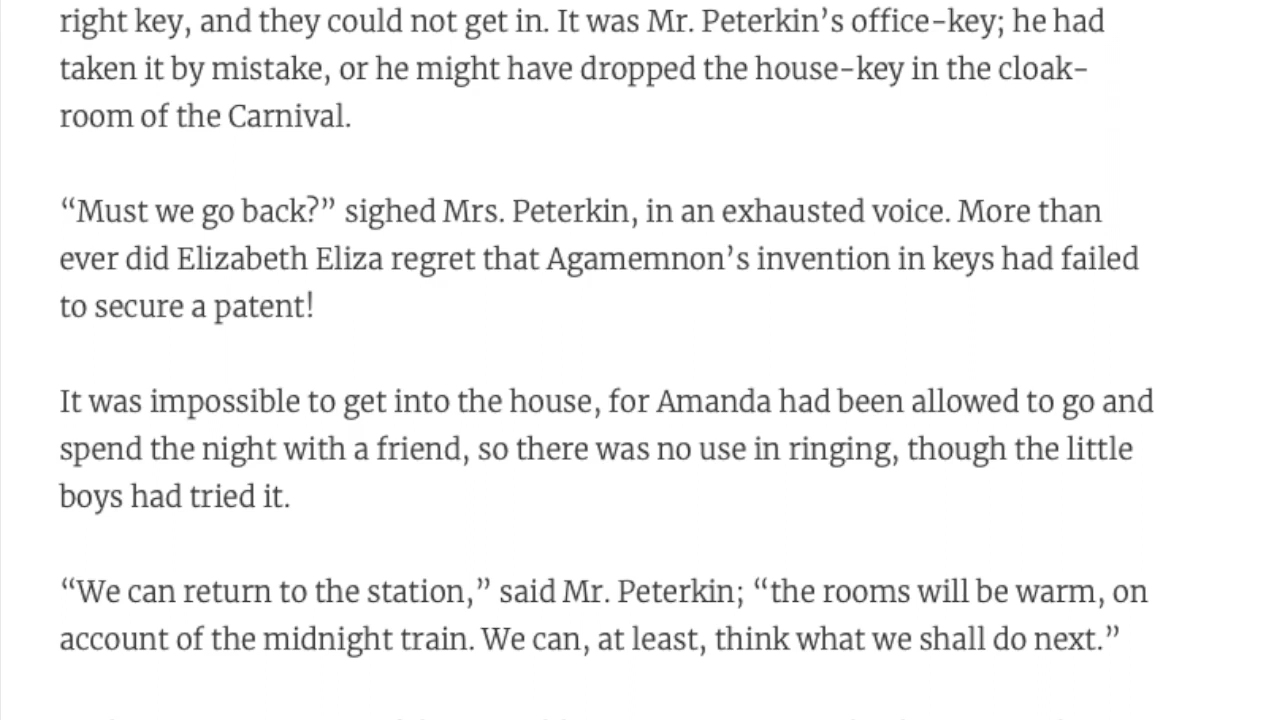 right key, and they could not get in. It was Mr. Peterkin’s office-key; he had
taken it by mistake, or he might have dropped the house-key in the cloak-
room of the Carnival.
“Must we go back?” sighed Mrs. Peterkin, in an exhausted voice. More than
ever did Elizabeth Eliza regret that Agamemnon’s invention in keys had failed
to secure a patent!
It was impossible to get into the house, for Amanda had been allowed to go and
spend the night with a friend, so there was no use in ringing, though the little
boys had tried it.
“We can return to the station,” said Mr. Peterkin; “the rooms will be warm, on
account of the midnight train. We can, at least, think what we shall do next.”